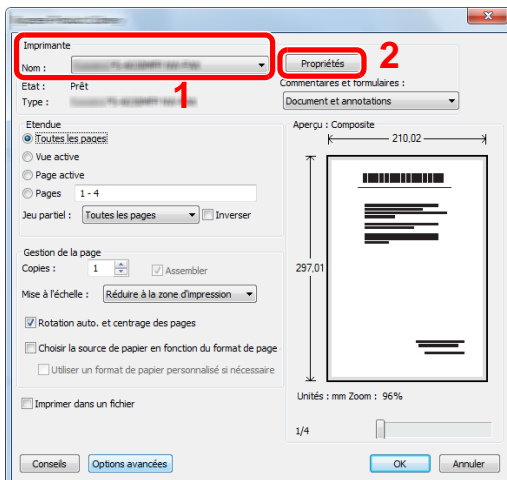 Imprimante
Nom :
1
Propriétés
2
Etat : Prêt
Type :
Commentaires et formulaires :
Document et annotations
Etendue
Toutes les pages
Vue active
Page active
Pages 1 - 4
Jeu partiel : Toutes les pages Inverser
Gestion de la page
Copies : 1 Assembler
Mise à l'échelle : Réduire à la zone d'impression
Rotation auto. et centrage des pages
Choisir la source de papier en fonction du format de page
Utiliser un format de papier personnalisé si nécessaire
Imprimer dans un fichier
Aperçu : Composite
210,02
297,01
Unités : mm Zoom : 96%
1/4
Conseils Options avancées OK Annuler